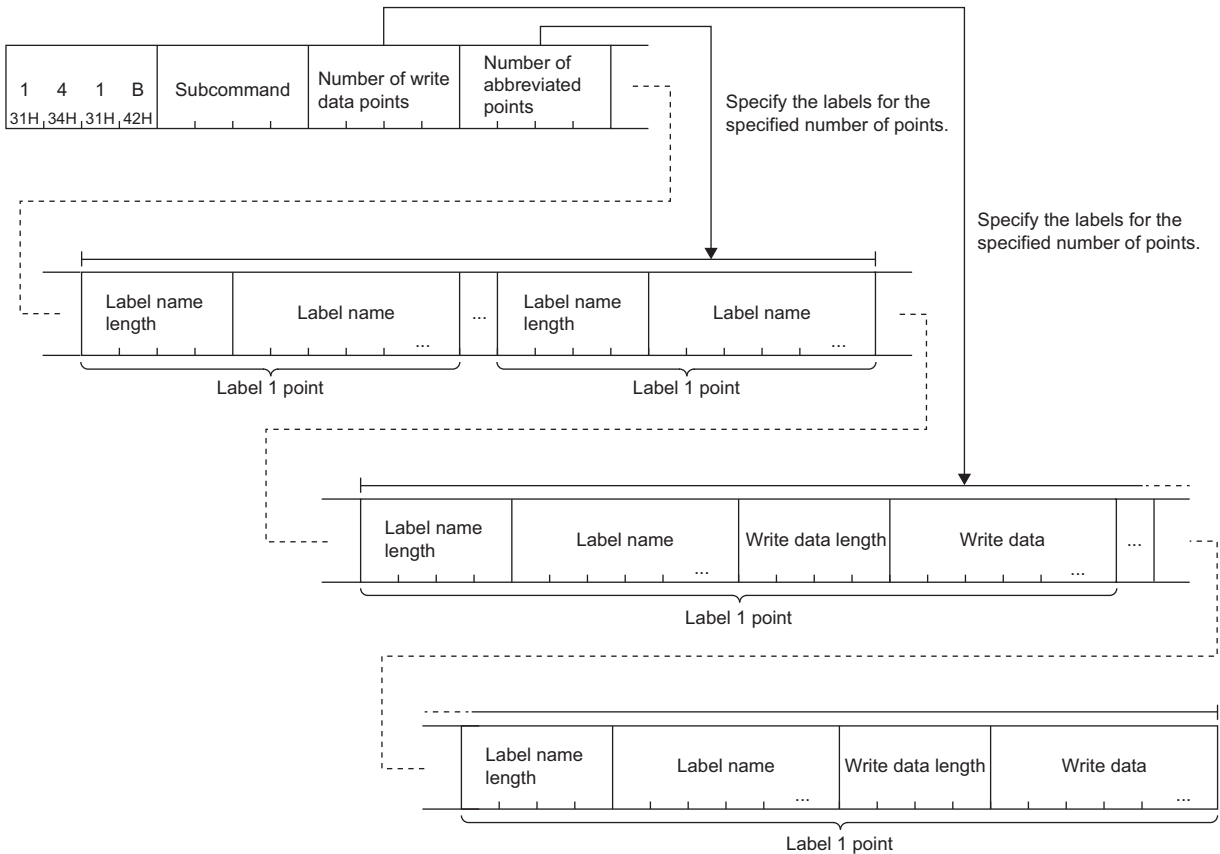 1 4 1 B
31H 34H 31H 42H
Subcommand
Number of write
data points
Number of
abbreviated
points
Specify the labels for the
specified number of points.
Specify the labels for the
specified number of points.
Label name
length
Label name
...
...
Label name
length
Label name
...
Label 1 point
Label 1 point
Label name
length
Label name
...
Write data length
Write data
...
...
Label 1 point
Label name
length
Label name
...
Write data length
Write data
...
Label 1 point